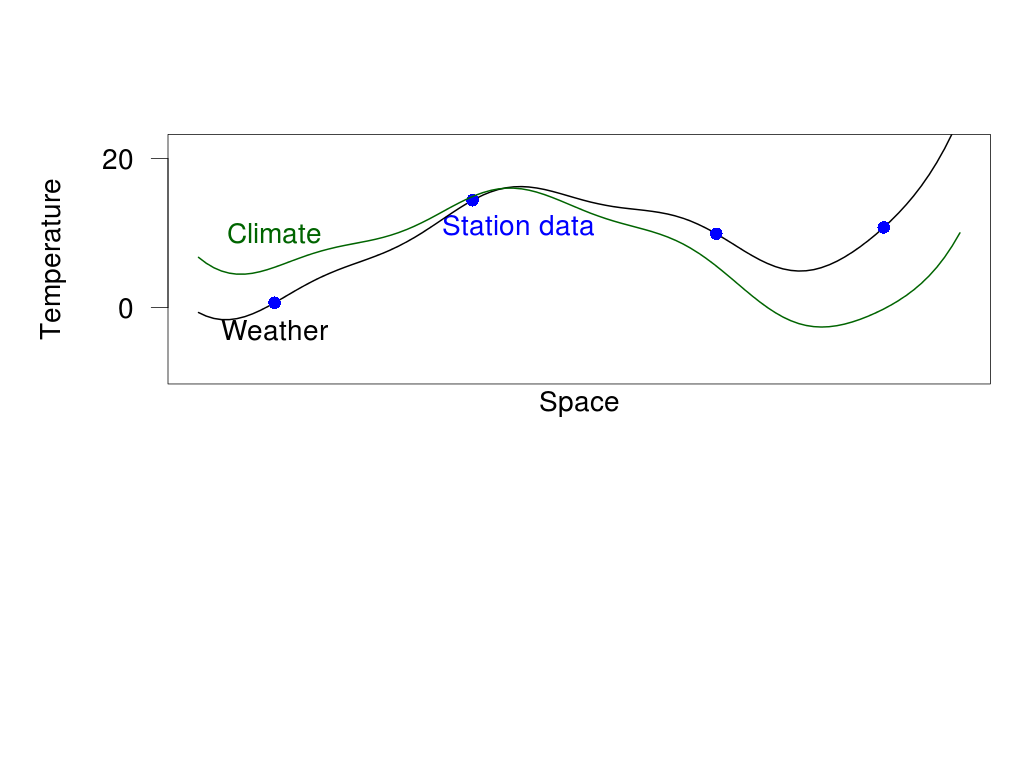 Temperature
20
0
Climate
Station data
Weather
Space